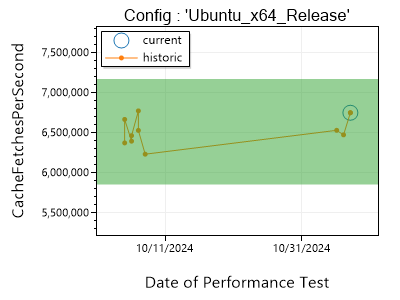 Config : 'Ubuntu_x64_Release'
current
historic
7,500,000
7,000,000
6,500,000
6,000,000
5,500,000
CacheFetchesPerSecond
10/11/2024 10/31/2024
Date of Performance Test